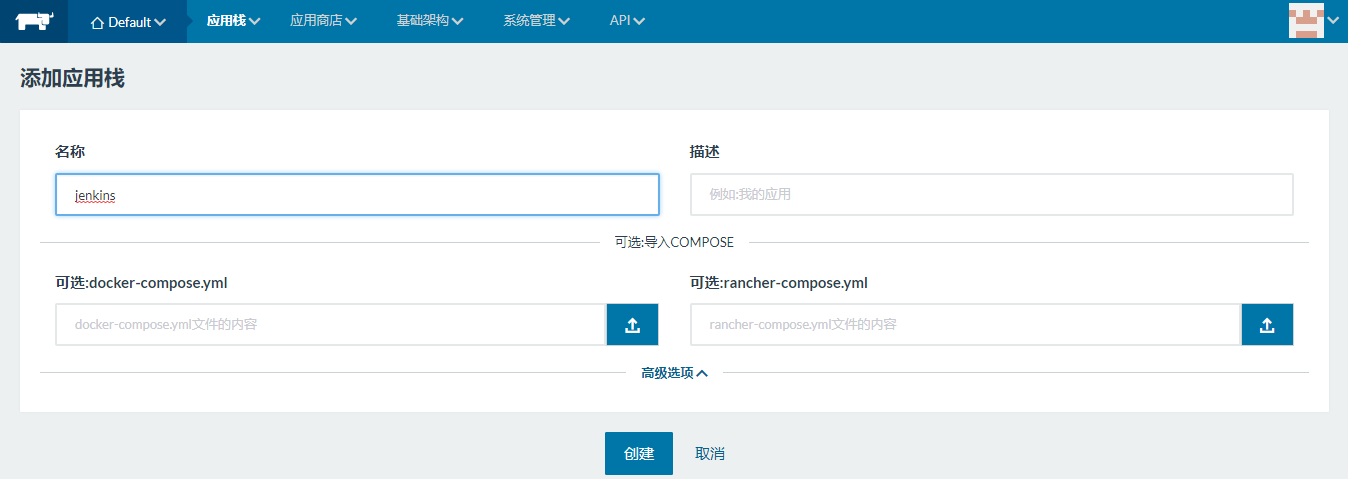 Default 应用栈 应用商店 基础架构 系统管理 API
添加应用栈
名称 描述
jenkins 例如:我的应用
可选:导入COMPOSE
可选:docker-compose.yml 可选:rancher-compose.yml
docker-compose.yml文件的内容 rancher-compose.yml文件的内容
高级选项
创建 取消